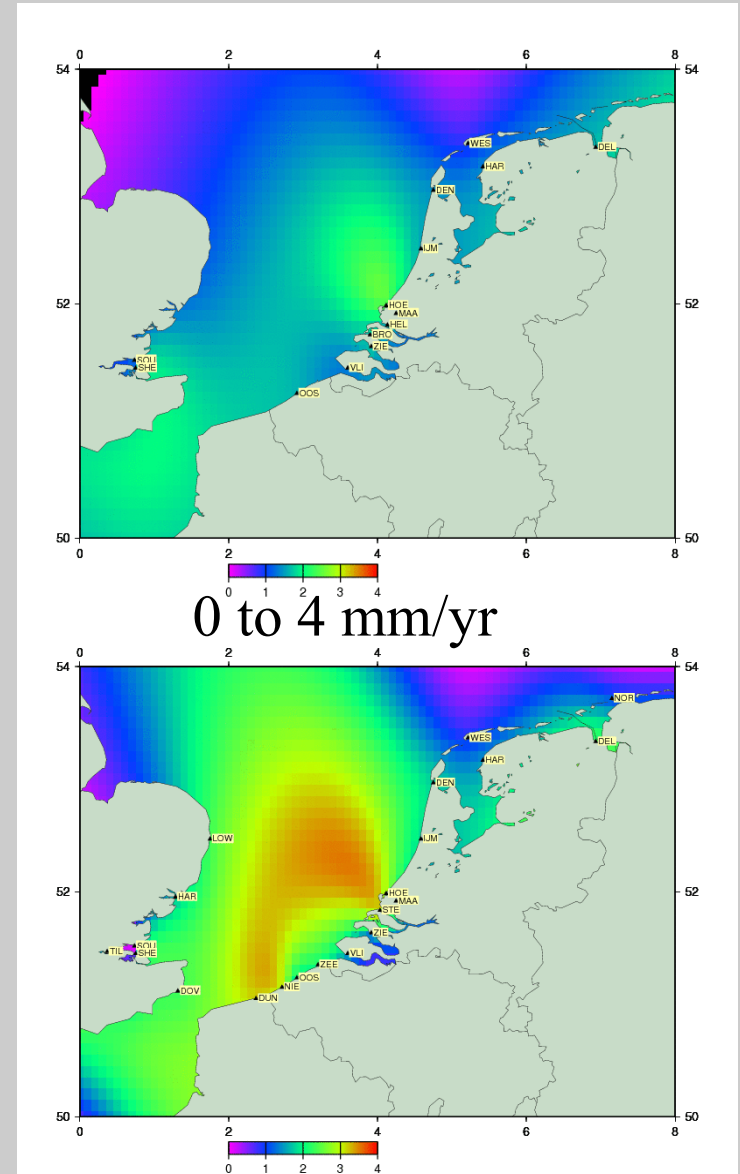 0 2 4 6 8
54 54
WES
DEL
HAR
DEN
IJM
52 52
HOE
MAA
HEL
BRO
ZIE
SOU
SHE
VLI
OOS
50 50
0 2 4 6 8
0 1 2 3 4
0 to 4 mm/yr
0 2 4 6 8
54 54
NOR
WES
DEL
HAR
DEN
LOW
IJM
52 52
HAR
HOE
MAA
STE
ZIE
SOU
TIL
SHE
VLI
ZEE
OOS
NIE
DOV
DUN
50 50
0 2 4 6 8
0 1 2 3 4